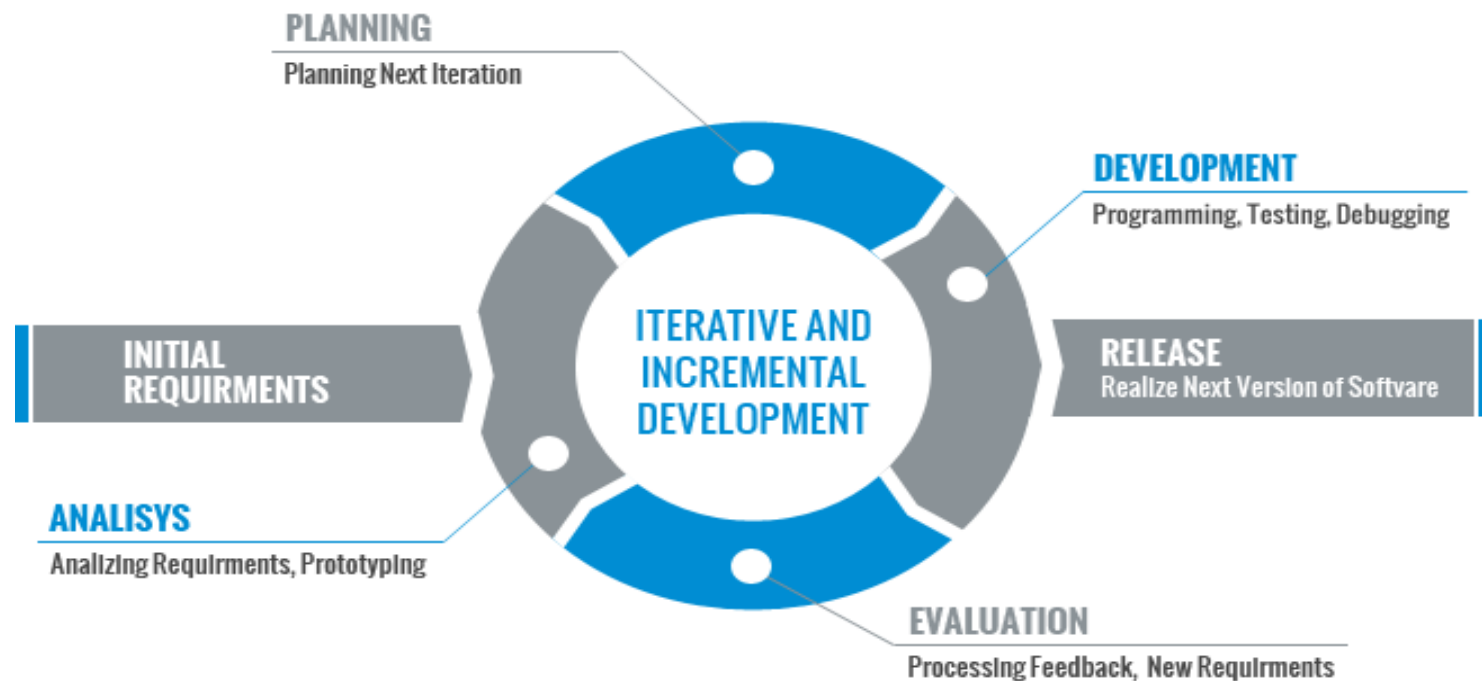 PLANNING
Planning Next Iteration
DEVELOPMENT
Programming, Testing, Debugging
ITERATIVE AND
INCREMENTAL
DEVELOPMENT
INITIAL
REQUIRMENTS
RELEASE
Realize Next Version of Softvare
ANALISYS
Analizing Requirments, Prototyping
EVALUATION
Processing Feedback, New Requirments